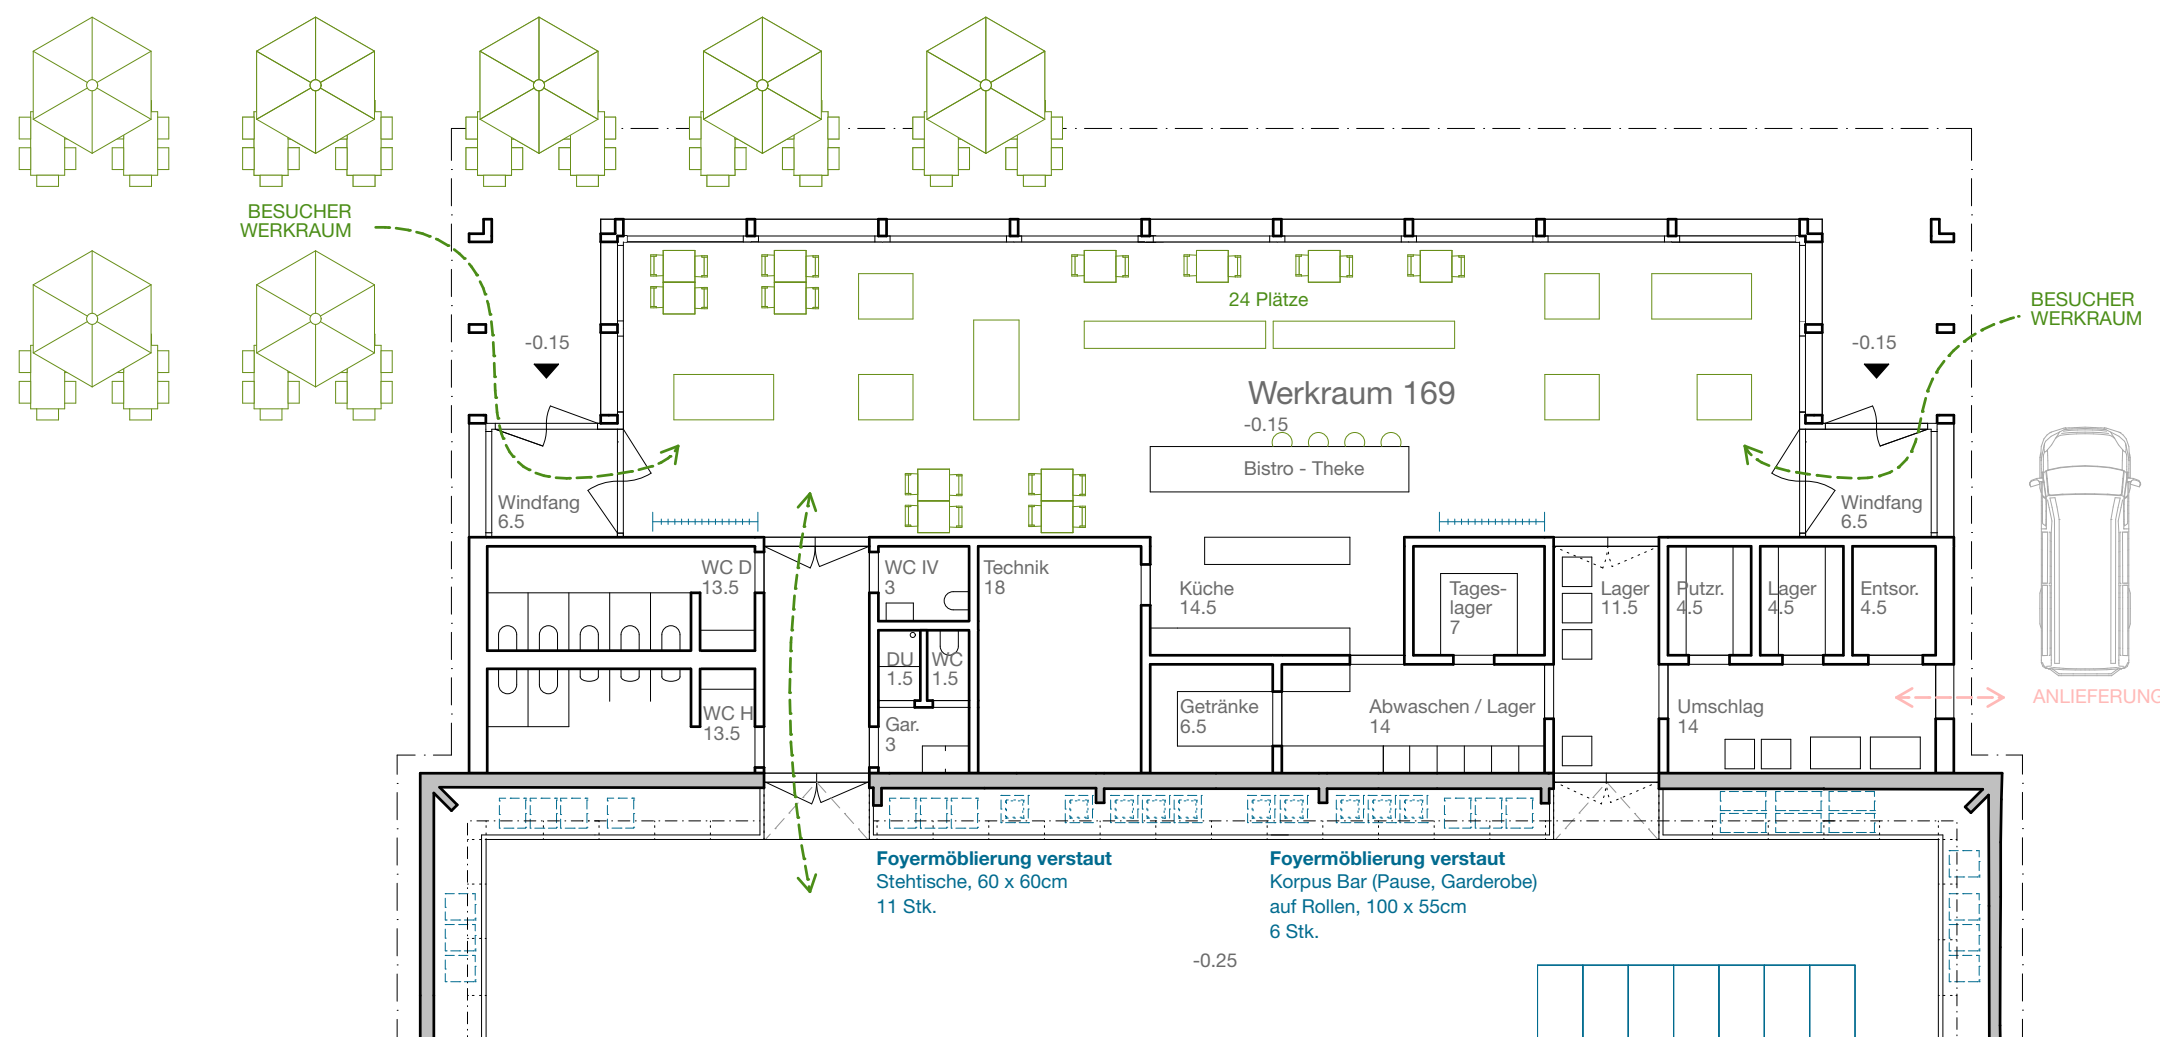 BESUCHER
WERKRAUM
24 Plätze
BESUCHER
WERKRAUM
-0.15
-0.15
Werkraum 169
-0.15
Bistro - Theke
Windfang
6.5
Windfang
6.5
WC D
13.5
WC IV
3
Technik
18
Küche
14.5
Tages-
lager
7
Lager
11.5
Putzr.
4.5
Lager
4.5
Entsor.
4.5
DU
1.5
WC
1.5
WC H
13.5
Gar.
3
Getränke
6.5
Abwaschen / Lager
14
Umschlag
14
ANLIEFERUNG
Foyermöblierung verstaut
Stehtische, 60 x 60cm
11 Stk.
Foyermöblierung verstaut
Korpus Bar (Pause, Garderobe)
auf Rollen, 100 x 55cm
6 Stk.
-0.25